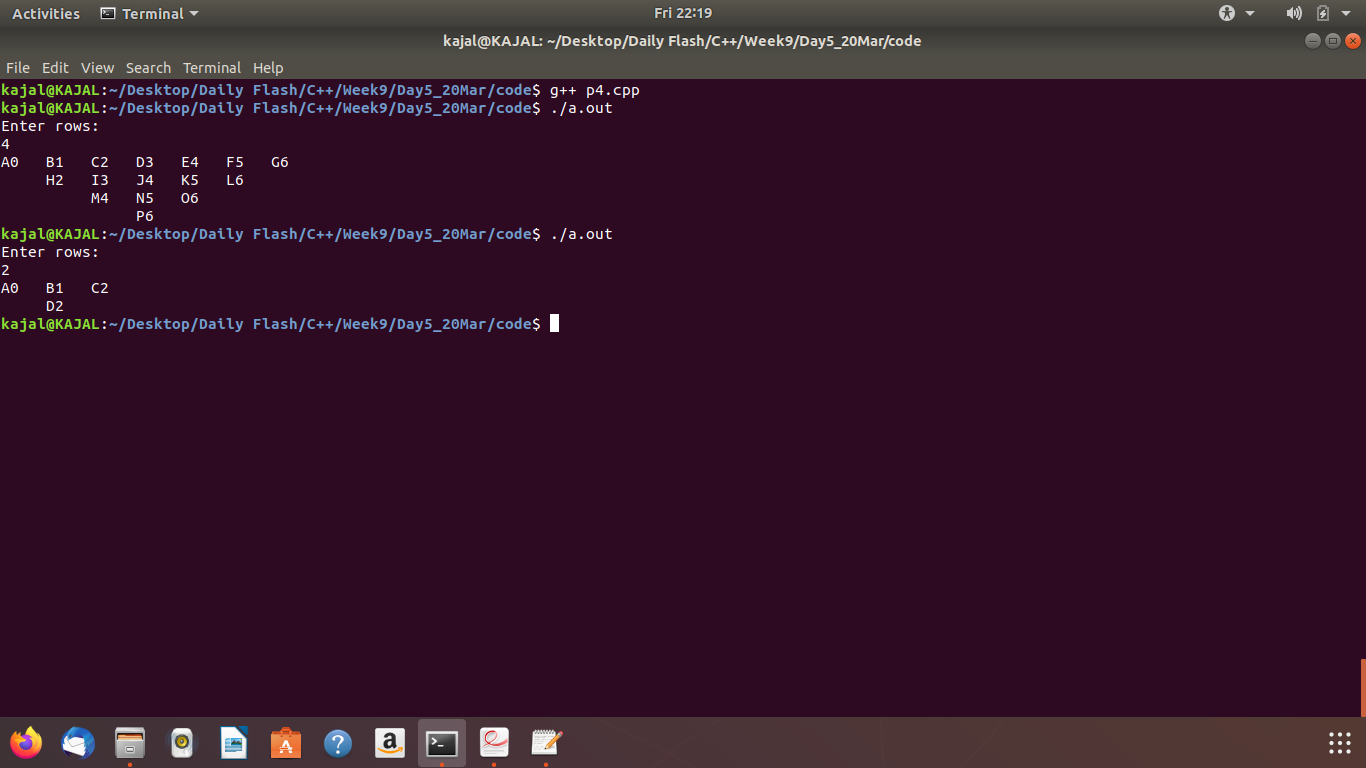 Activities Terminal Fri 22:19
kajal@KAJAL: ~/Desktop/Daily Flash/C++/Week9/Day5_20Mar/code
File Edit View Search Terminal Help
kajal@KAJAL:~/Desktop/Daily Flash/C++/Week9/Day5_20Mar/code$ g++ p4.cpp
kajal@KAJAL:~/Desktop/Daily Flash/C++/Week9/Day5_20Mar/code$ ./a.out
Enter rows:
4
A0   B1   C2   D3   E4   F5   G6
     H2   I3   J4   K5   L6
          M4   N5   O6
               P6
kajal@KAJAL:~/Desktop/Daily Flash/C++/Week9/Day5_20Mar/code$ ./a.out
Enter rows:
2
A0   B1   C2
     D2
kajal@KAJAL:~/Desktop/Daily Flash/C++/Week9/Day5_20Mar/code$